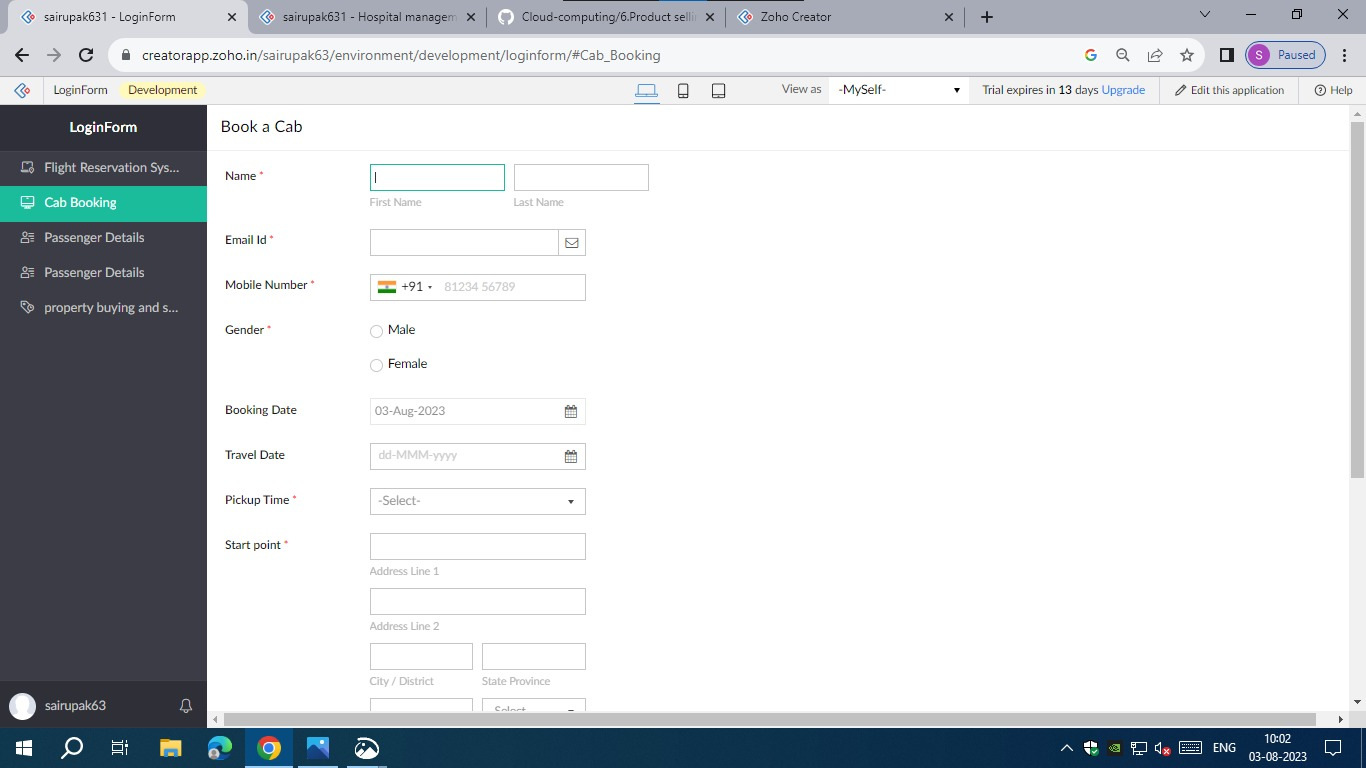 sairupak631 - LoginForm
sairupak631 - Hospital managem
Cloud-computing/6.Product selli
Zoho Creator
creatorapp.zoho.in/sairupak63/environment/development/loginform/#Cab_Booking
S Paused
LoginForm Development
View as -MySelf-
Trial expires in 13 days Upgrade
Edit this application
Help
LoginForm
Flight Reservation Sys...
Cab Booking
Passenger Details
Passenger Details
property buying and s...
sairupak63
Book a Cab
Name *
First Name Last Name
Email Id *
Mobile Number * +91 81234 56789
Gender * Male
Female
Booking Date 03-Aug-2023
Travel Date dd-MMM-yyyy
Pickup Time * -Select-
Start point *
Address Line 1
Address Line 2
City / District State Province
-Select-
ENG
10:02
03-08-2023